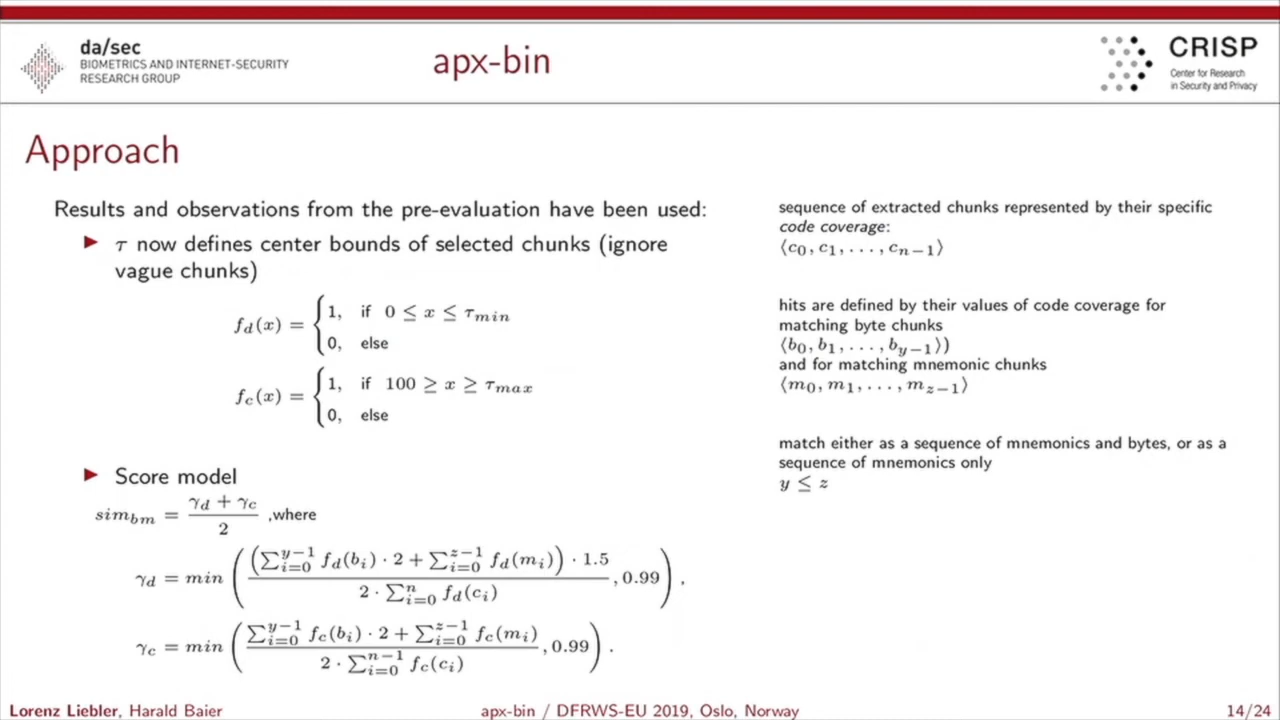 da/sec
BIOMETRICS AND INTERNET-SECURITY
RESEARCH GROUP
apx-bin
CRISP
Center for Research
in Security and Privacy
Approach
Results and observations from the pre-evaluation have been used:
▶ τ now defines center bounds of selected chunks (ignore
vague chunks)
f_d(x) = { 1, if 0 ≤ x ≤ τ_min
0, else
f_c(x) = { 1, if 100 ≥ x ≥ τ_max
0, else
▶ Score model
sim_bm = (γ_d + γ_c) / 2 ,where
γ_d = min ( ( (∑_{i=0}^{y−1} f_d(b_i) · 2 + ∑_{i=0}^{z−1} f_d(m_i)) · 1.5 ) / ( 2 · ∑_{i=0}^{n} f_d(c_i) ) , 0.99 ) ,
γ_c = min ( ( ∑_{i=0}^{y−1} f_c(b_i) · 2 + ∑_{i=0}^{z−1} f_c(m_i) ) / ( 2 · ∑_{i=0}^{n−1} f_c(c_i) ) , 0.99 ) .
sequence of extracted chunks represented by their specific
code coverage:
⟨c_0, c_1, . . . , c_{n−1}⟩
hits are defined by their values of code coverage for
matching byte chunks
⟨b_0, b_1, . . . , b_{y−1}⟩)
and for matching mnemonic chunks
⟨m_0, m_1, . . . , m_{z−1}⟩
match either as a sequence of mnemonics and bytes, or as a
sequence of mnemonics only
y ≤ z
Lorenz Liebler, Harald Baier
apx-bin / DFRWS-EU 2019, Oslo, Norway
14/24